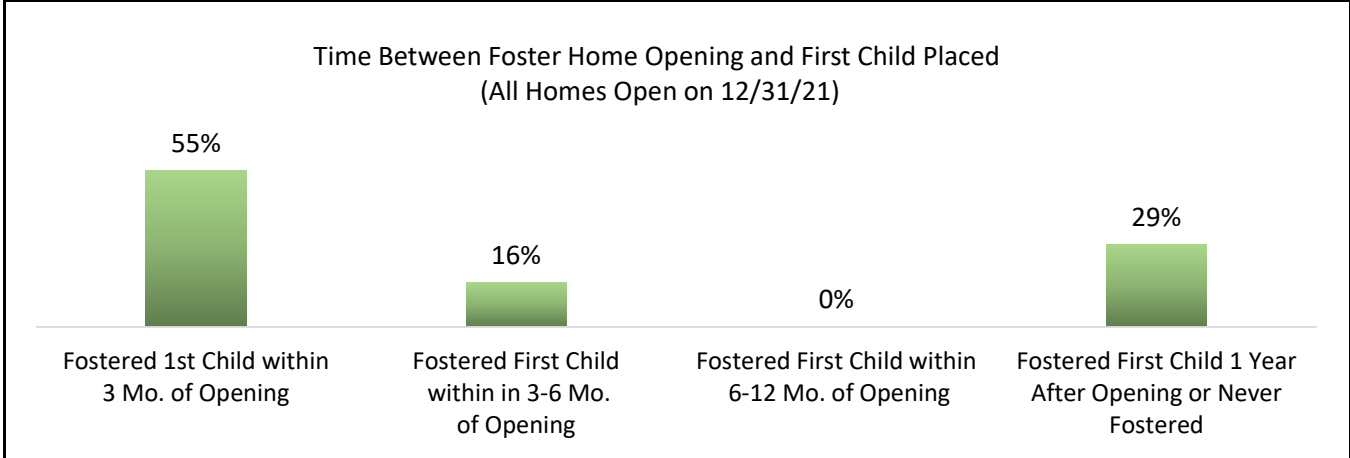 Time Between Foster Home Opening and First Child Placed
(All Homes Open on 12/31/21)
55%
16%
0%
29%
Fostered 1st Child within
3 Mo. of Opening
Fostered First Child
within in 3-6 Mo.
of Opening
Fostered First Child within
6-12 Mo. of Opening
Fostered First Child 1 Year
After Opening or Never
Fostered